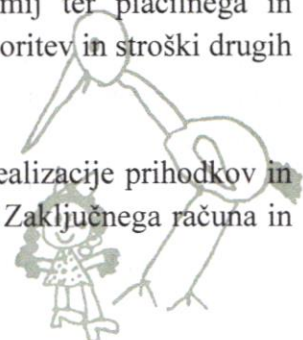 mij ter plačilnega in
oritev in stroški drugih
ealizacije prihodkov in
Zaključnega računa in